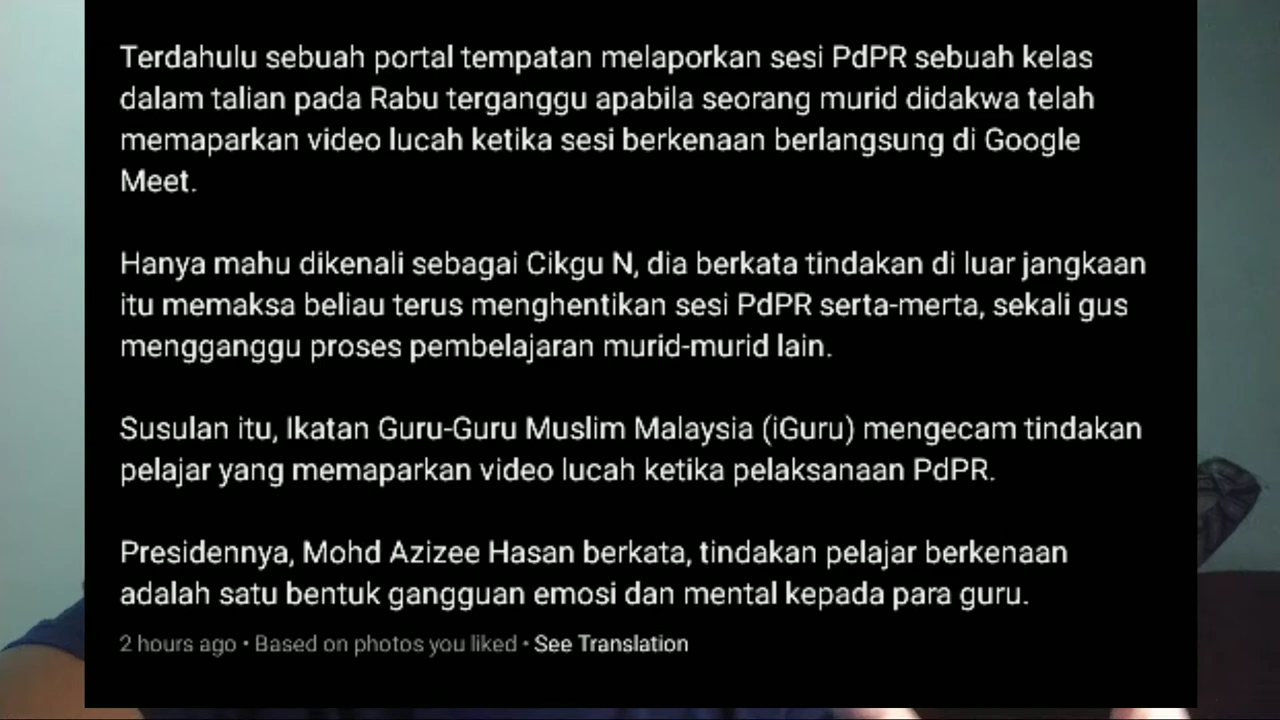 Terdahulu sebuah portal tempatan melaporkan sesi PdPR sebuah kelas
dalam talian pada Rabu terganggu apabila seorang murid didakwa telah
memaparkan video lucah ketika sesi berkenaan berlangsung di Google
Meet.
Hanya mahu dikenali sebagai Cikgu N, dia berkata tindakan di luar jangkaan
itu memaksa beliau terus menghentikan sesi PdPR serta-merta, sekali gus
mengganggu proses pembelajaran murid-murid lain.
Susulan itu, Ikatan Guru-Guru Muslim Malaysia (iGuru) mengecam tindakan
pelajar yang memaparkan video lucah ketika pelaksanaan PdPR.
Presidennya, Mohd Azizee Hasan berkata, tindakan pelajar berkenaan
adalah satu bentuk gangguan emosi dan mental kepada para guru.
2 hours ago • Based on photos you liked • See Translation